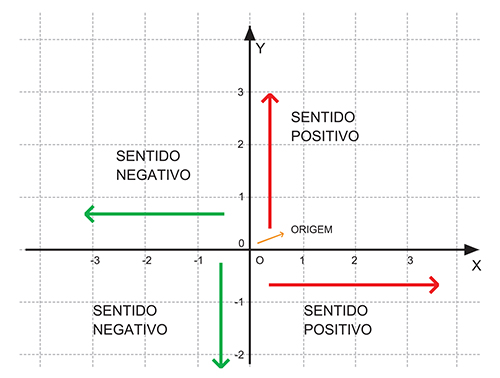 Y
3
SENTIDO
POSITIVO
2
SENTIDO
NEGATIVO
1
ORIGEM
0
-3 -2 -1 O 1 2 3 X
-1
SENTIDO
NEGATIVO
SENTIDO
POSITIVO
-2